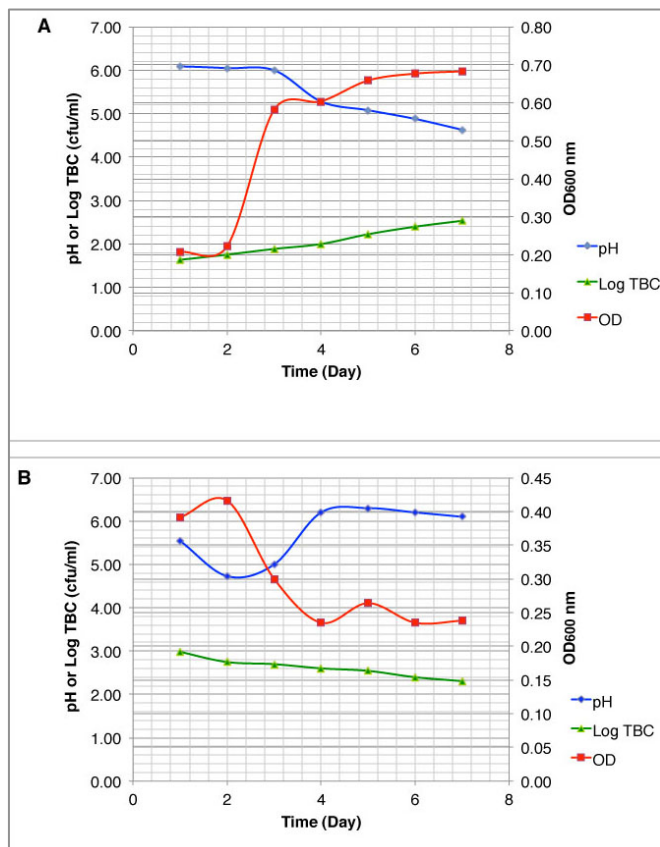 A
7.00
6.00
5.00
4.00
3.00
2.00
1.00
0.00
pH or Log TBC (cfu/ml)
0.80
0.70
0.60
0.50
0.40
0.30
0.20
0.10
0.00
OD600 nm
0 2 4 6 8
Time (Day)
pH
Log TBC
OD
B
7.00
6.00
5.00
4.00
3.00
2.00
1.00
0.00
pH or Log TBC (cfu/ml)
0.45
0.40
0.35
0.30
0.25
0.20
0.15
0.10
0.05
0.00
OD600 nm
0 2 4 6 8
Time (Day)
pH
Log TBC
OD